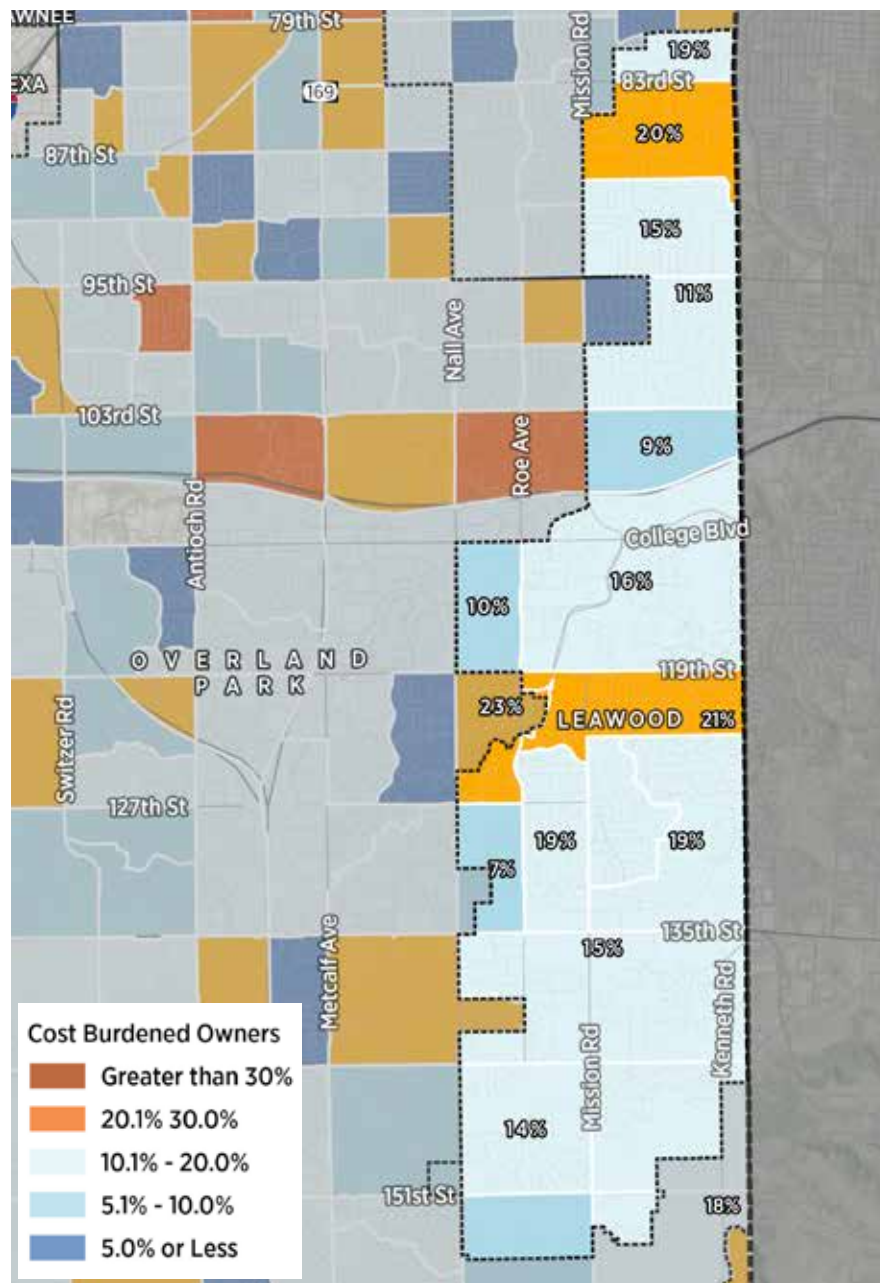 AWNEE
79th St
Mission Rd
19%
EXA
169
83rd St
20%
87th St
15%
95th St
11%
Nall Ave
103rd St
9%
Roe Ave
Antioch Rd
College Blvd
16%
10%
OVERLAND
PARK
119th St
23%
LEAWOOD
21%
Switzer Rd
127th St
19%
19%
7%
135th St
15%
Metcalf Ave
Kenneth Rd
Mission Rd
14%
151st St
18%
Cost Burdened Owners
Greater than 30%
20.1% 30.0%
10.1% - 20.0%
5.1% - 10.0%
5.0% or Less